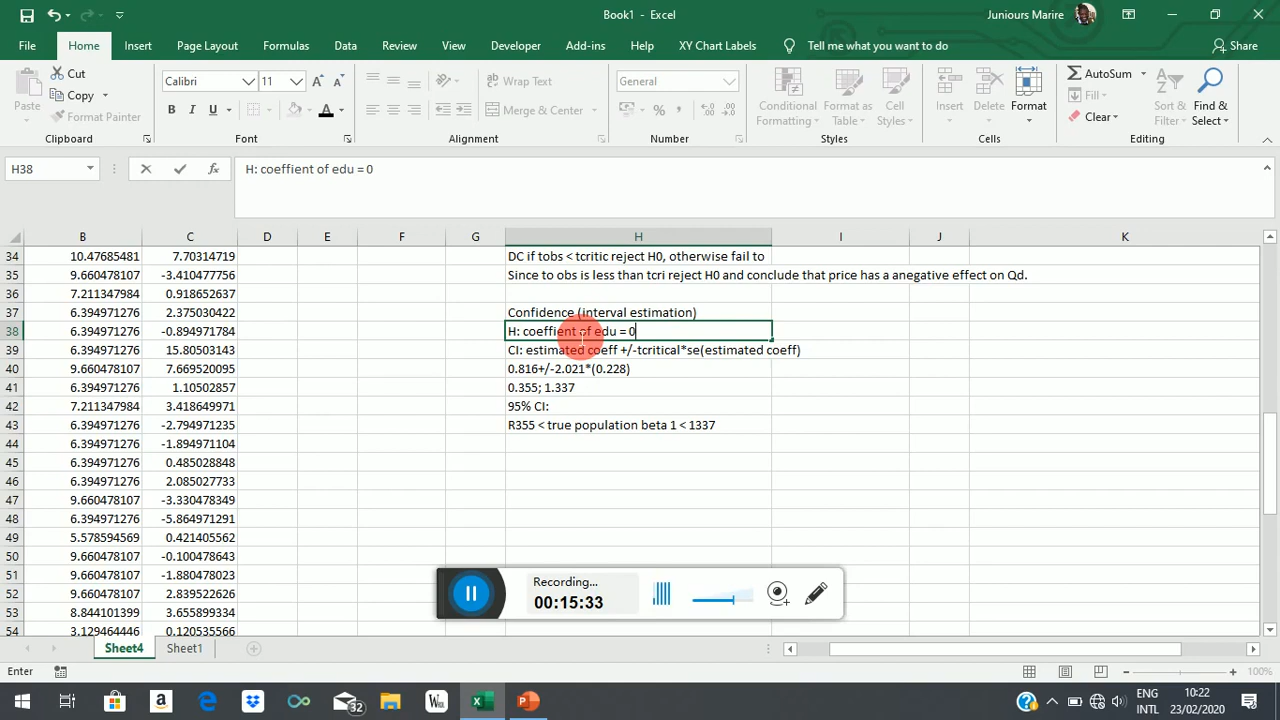 Book1 - Excel
Juniours Marire
File Home Insert Page Layout Formulas Data Review View Developer Add-ins Help XY Chart Labels Tell me what you want to do Share
Cut
Copy
Format Painter
Paste
Clipboard
Calibri 11
B I U A
Font
Wrap Text
Merge & Center
Alignment
General
Number
Conditional Formatting
Format as Table
Cell Styles
Styles
Insert Delete Format
Cells
AutoSum
Fill
Clear
Sort & Filter
Find & Select
Editing
H38 fx H: coeffient of edu = 0
B C D E F G H I J K
34 10.47685481 7.70314719 DC if tobs < tcritic reject H0, otherwise fail to
35 9.660478107 -3.410477756 Since to obs is less than tcri reject H0 and conclude that price has a anegative effect on Qd.
36 7.211347984 0.918652637
37 6.394971276 2.375030422 Confidence (interval estimation)
38 6.394971276 -0.894971784 H: coeffient of edu = 0
39 6.394971276 15.80503143 CI: estimated coeff +/-tcritical*se(estimated coeff)
40 9.660478107 7.669520095 0.816+/-2.021*(0.228)
41 6.394971276 1.10502857 0.355; 1.337
42 7.211347984 3.418649971 95% CI:
43 6.394971276 -2.794971235 R355 < true population beta 1 < 1337
44 6.394971276 -1.894971104
45 6.394971276 0.485028848
46 6.394971276 2.085027733
47 9.660478107 -3.330478349
48 6.394971276 -5.864971291
49 5.578594569 0.421405562
50 9.660478107 -0.100478643
51 9.660478107 -1.880478023
52 9.660478107 2.839522626
53 8.844101399 3.655899334
54 3.129464446 0.120535566
Recording...
00:15:33
Sheet4 Sheet1
Enter 100%
32
ENG
INTL
10:22
23/02/2020